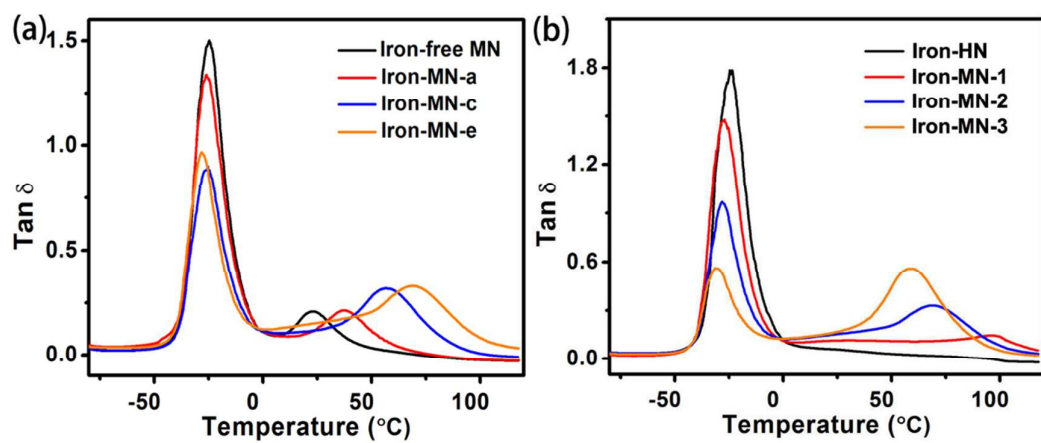 (a)
Iron-free MN
Iron-MN-a
Iron-MN-c
Iron-MN-e
1.5
1.0
0.5
0.0
Tan δ
-50 0 50 100
Temperature (°C)
(b)
Iron-HN
Iron-MN-1
Iron-MN-2
Iron-MN-3
1.8
1.2
0.6
0.0
Tan δ
-50 0 50 100
Temperature (°C)